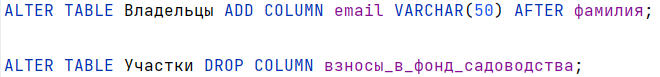 ALTER TABLE Владельцы ADD COLUMN email VARCHAR(50) AFTER фамилия;
ALTER TABLE Участки DROP COLUMN взносы_в_фонд_садоводства;